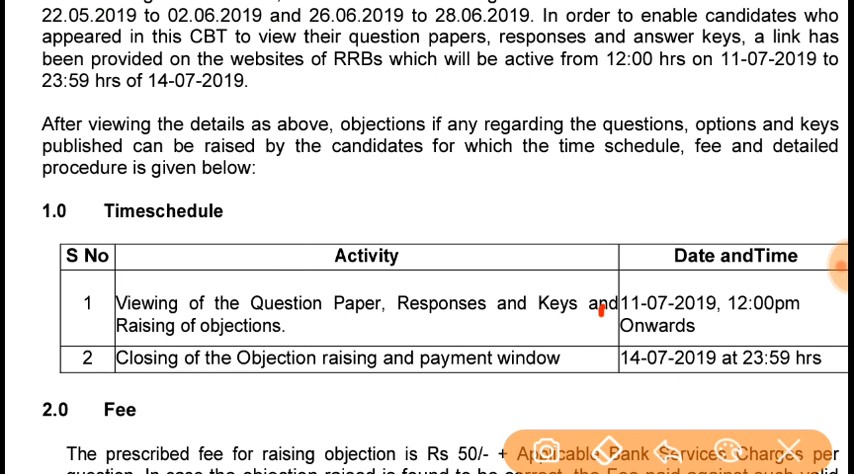 22.05.2019 to 02.06.2019 and 26.06.2019 to 28.06.2019. In order to enable candidates who
appeared in this CBT to view their question papers, responses and answer keys, a link has
been provided on the websites of RRBs which will be active from 12:00 hrs on 11-07-2019 to
23:59 hrs of 14-07-2019.
After viewing the details as above, objections if any regarding the questions, options and keys
published can be raised by the candidates for which the time schedule, fee and detailed
procedure is given below:
1.0 Timeschedule
S No Activity Date andTime
1 Viewing of the Question Paper, Responses and Keys and 11-07-2019, 12:00pm
Raising of objections. Onwards
2 Closing of the Objection raising and payment window 14-07-2019 at 23:59 hrs
2.0 Fee
The prescribed fee for raising objection is Rs 50/- + Applicable Bank Services Charges per